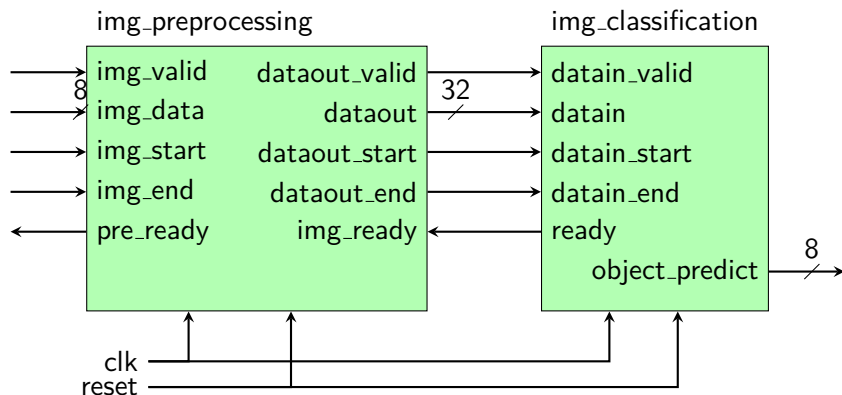 img_preprocessing
img_classification
img_valid
dataout_valid
datain_valid
8
img_data
dataout
32
datain
img_start
dataout_start
datain_start
img_end
dataout_end
datain_end
pre_ready
img_ready
ready
object_predict
8
clk
reset